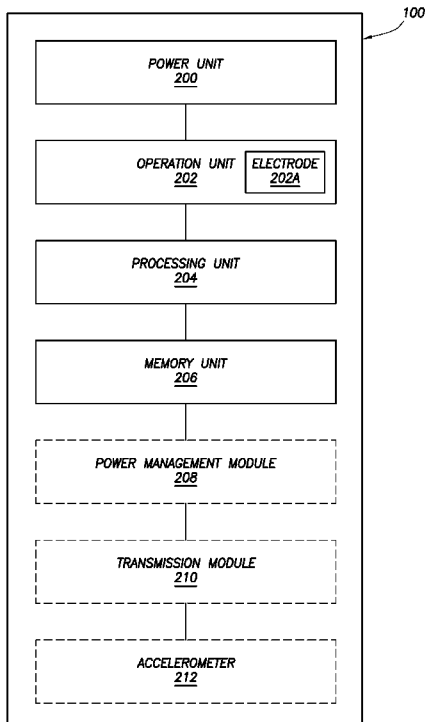 100
POWER UNIT
200
OPERATION UNIT
202
ELECTRODE
202A
PROCESSING UNIT
204
MEMORY UNIT
206
POWER MANAGEMENT MODULE
208
TRANSMISSION MODULE
210
ACCELEROMETER
212